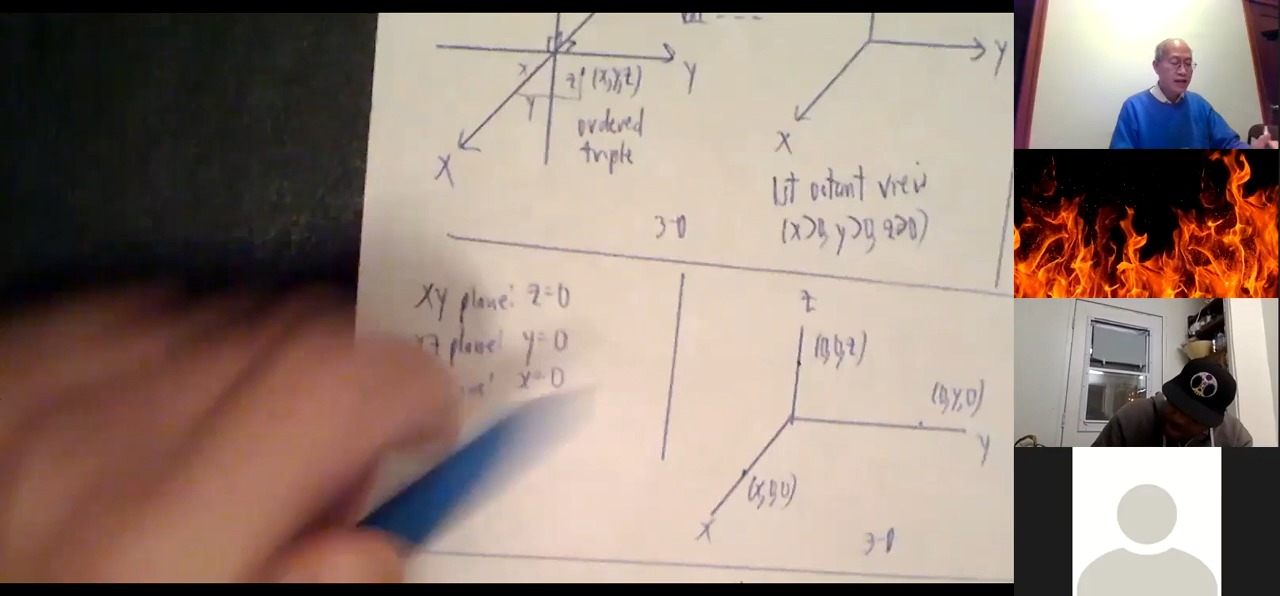 Y
Y
x
z (x,y,z)
Y
ordered
triple
X
X
1st octant view
(x>0, y>0, z>0)
3-D
XY plane: z=0
plane: y=0
x=0
z
(0,0,z)
(0,y,0)
Y
(x,0,0)
X
3-D